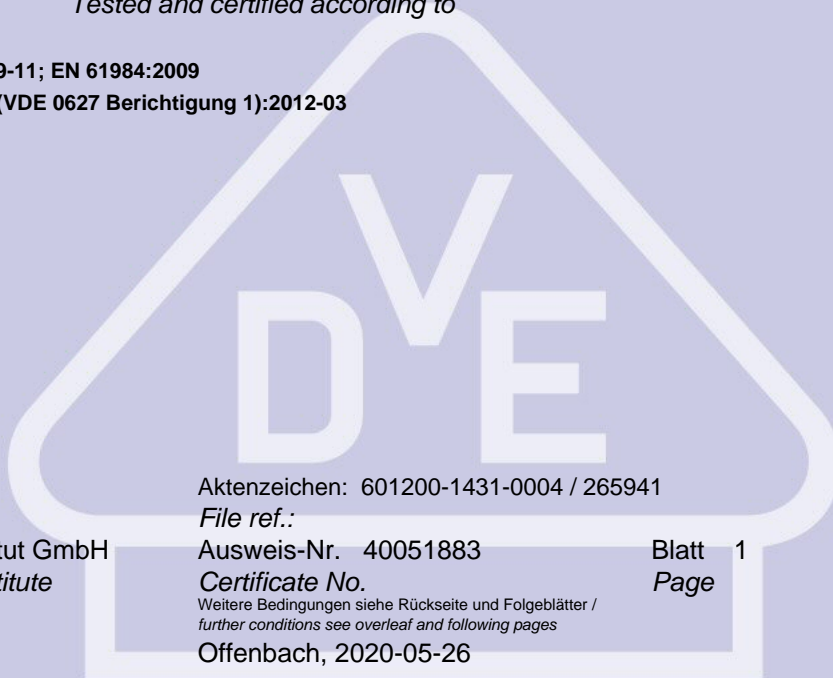 Tested and certified according to
9-11; EN 61984:2009
(VDE 0627 Berichtigung 1):2012-03
VDE
Aktenzeichen: 601200-1431-0004 / 265941
File ref.:
tut GmbH Ausweis-Nr. 40051883 Blatt 1
titute Certificate No. Page
Weitere Bedingungen siehe Rückseite und Folgeblätter /
further conditions see overleaf and following pages
Offenbach, 2020-05-26